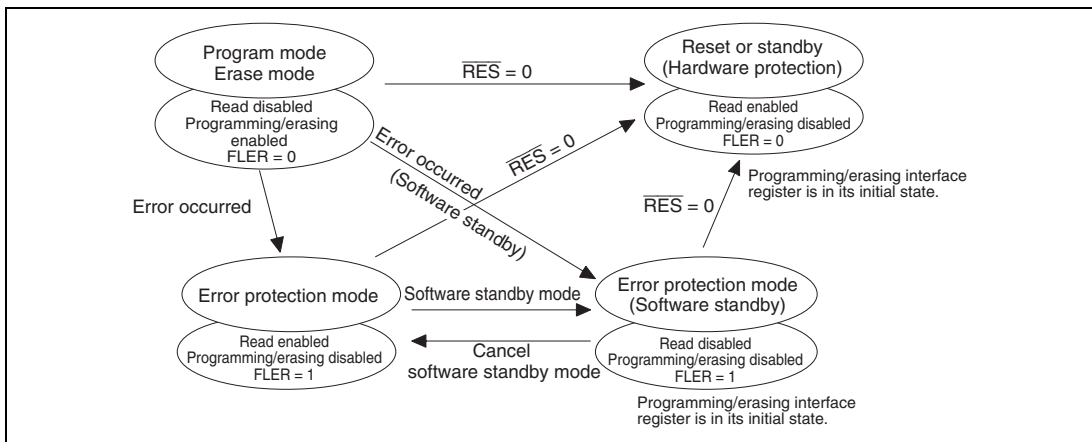 Program mode
Erase mode
Read disabled
Programming/erasing
enabled
FLER = 0
RES = 0
Reset or standby
(Hardware protection)
Read enabled
Programming/erasing disabled
FLER = 0
Programming/erasing interface
register is in its initial state.
Error occurred
Error occurred
(Software standby)
RES = 0
RES = 0
Error protection mode
Read enabled
Programming/erasing disabled
FLER = 1
Software standby mode
Cancel
software standby mode
Error protection mode
(Software standby)
Read disabled
Programming/erasing disabled
FLER = 1
Programming/erasing interface
register is in its initial state.